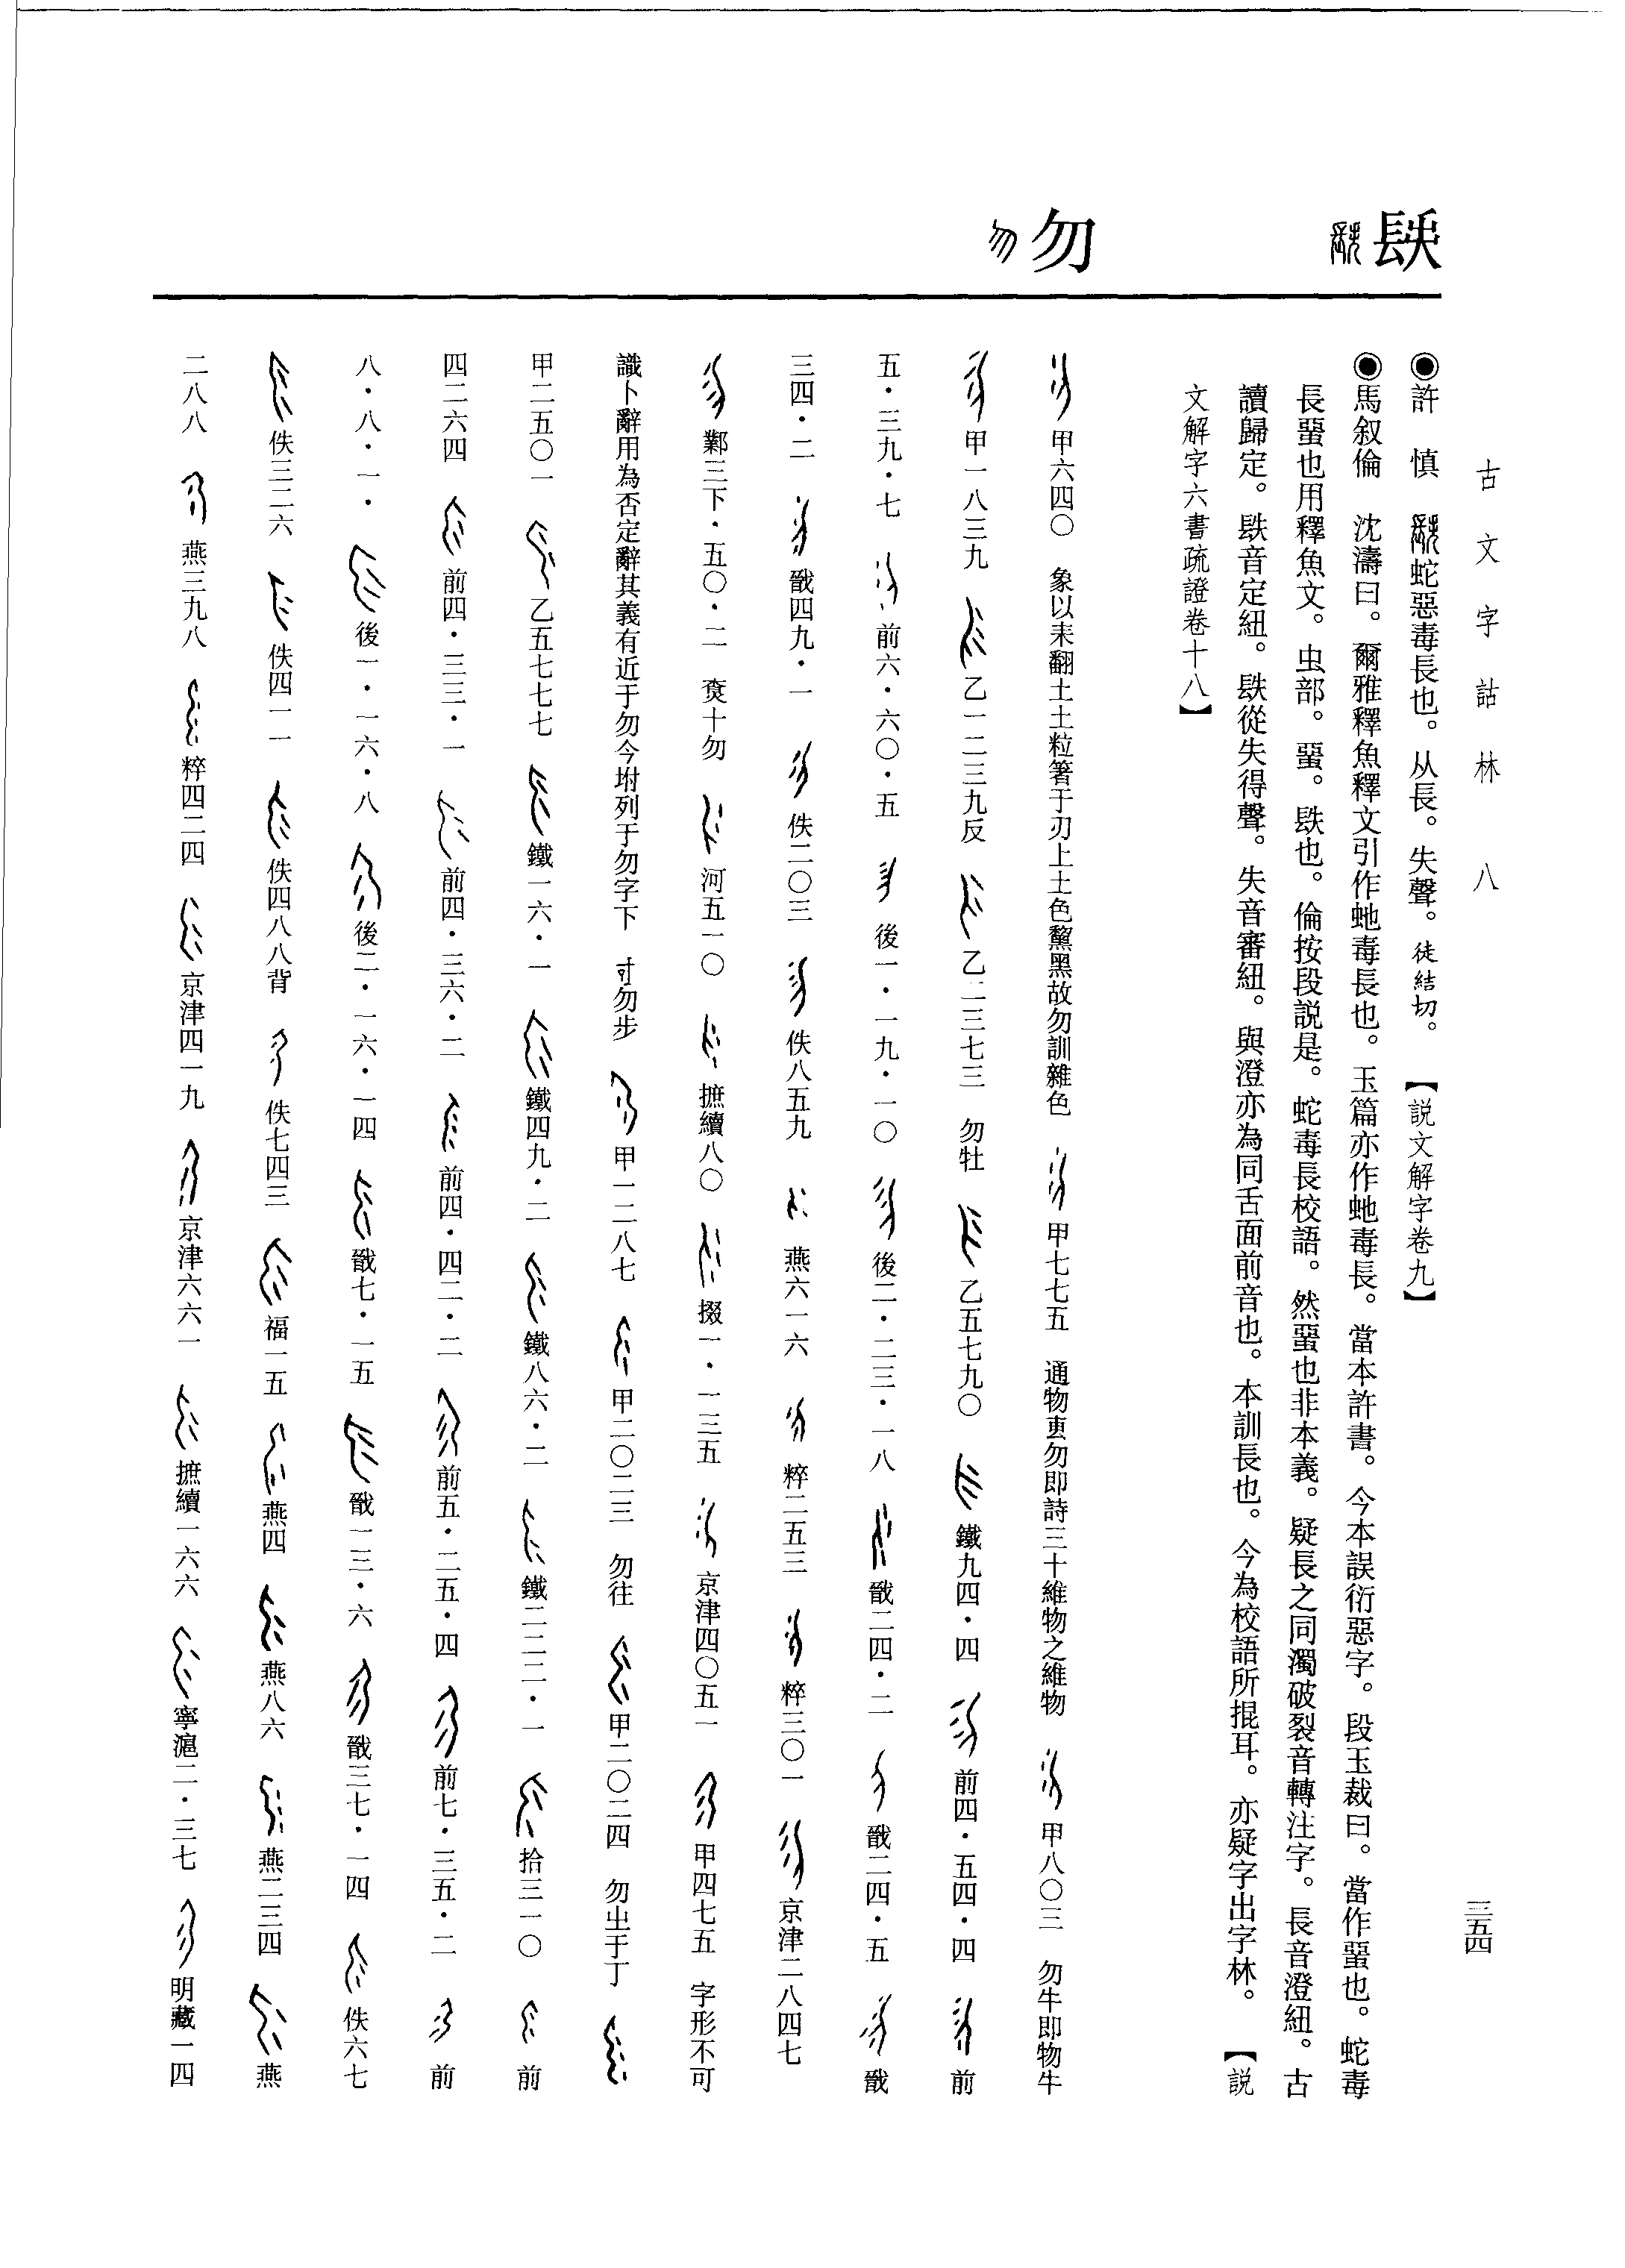 古文字詁林 八
三五四
镻
勿
◉許 慎 蛇惡毒長也。从長。失聲。徒結切。 【説文解字卷九】
◉馬叙倫 沈濤曰。爾雅釋魚釋文引作虵毒長也。玉篇亦作虵毒長。當本許書。今本誤衍惡字。段玉裁曰。當作蝁也。蛇毒
長蝁也用釋魚文。虫部。蝁。镻也。倫按段説是。蛇毒長校語。然蝁也非本義。疑長之同濁破裂音轉注字。長音澄紐。古
讀歸定。镻音定紐。镻從失得聲。失音審紐。與澄亦為同舌面前音也。本訓長也。今為校語所掍耳。亦疑字出字林。 【説
文解字六書疏證卷十八】
甲六四〇 象以耒翻土土粒箸于刃上土色黧黑故勿訓雜色 甲七七五 通物叀勿即詩三十維物之維物 甲八〇三 勿牛即物牛
甲一八三九 乙一二三九反 乙二三七三 勿牡 乙五七九〇 鐵九四・四 前四・五四・四 前
五・三九・七 前六・六〇・五 後一・一九・一〇 後二・二三・一八 戩二四・二 戩二四・五 戩
三四・二 戩四九・一 佚二〇三 佚八五九 燕六一六 粹二五三 粹三〇一 京津二八四七
鄴三下・五〇・二 十勿 河五一〇 摭續八〇 掇一・一三五 京津四〇五一 甲四七五 字形不可
識卜辭用為否定辭其義有近于勿今坿列于勿字下 勿步 甲一二八七 甲二〇二三 勿往 甲二〇二四 勿㞢于丁
甲二五〇一 乙五七七七 鐵一六・一 鐵四九・二 鐵八六・二 鐵二二二・一 拾三一〇 前
四二六四 前四・三三・一 前四・三六・二 前四・四二・二 前五・二五・四 前七・三五・二 前
八・八・一・ 後一・一六・八 後二・一六・一四 戩七・一五 戩一三・六 戩三七・一四 佚六七
佚三二六 佚四一一 佚四八八背 佚七四三 福一五 燕四 燕八六 燕二三四 燕
二八八 燕三九八 粹四二四 京津四一九 京津六六一 摭續一六六 寧滬二・三七 明藏一四